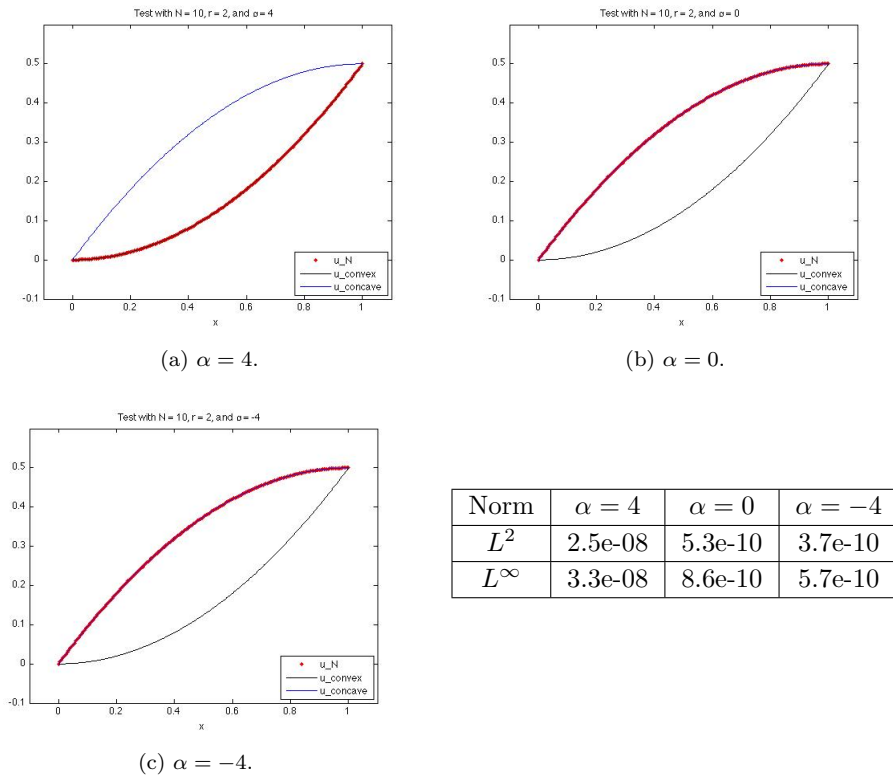 Test with N = 10, r = 2, and ø = 4
0.5
0.4
0.3
0.2
0.1
0
-0.1
0 0.2 0.4 0.6 0.8 1
x
u_N
u_convex
u_concave
(a) α = 4.
Test with N = 10, r = 2, and ø = 0
0.5
0.4
0.3
0.2
0.1
0
-0.1
0 0.2 0.4 0.6 0.8 1
x
u_N
u_convex
u_concave
(b) α = 0.
Test with N = 10, r = 2, and ø = -4
0.5
0.4
0.3
0.2
0.1
0
-0.1
0 0.2 0.4 0.6 0.8 1
x
u_N
u_convex
u_concave
(c) α = −4.
Norm α = 4 α = 0 α = −4
L² 2.5e-08 5.3e-10 3.7e-10
L∞ 3.3e-08 8.6e-10 5.7e-10